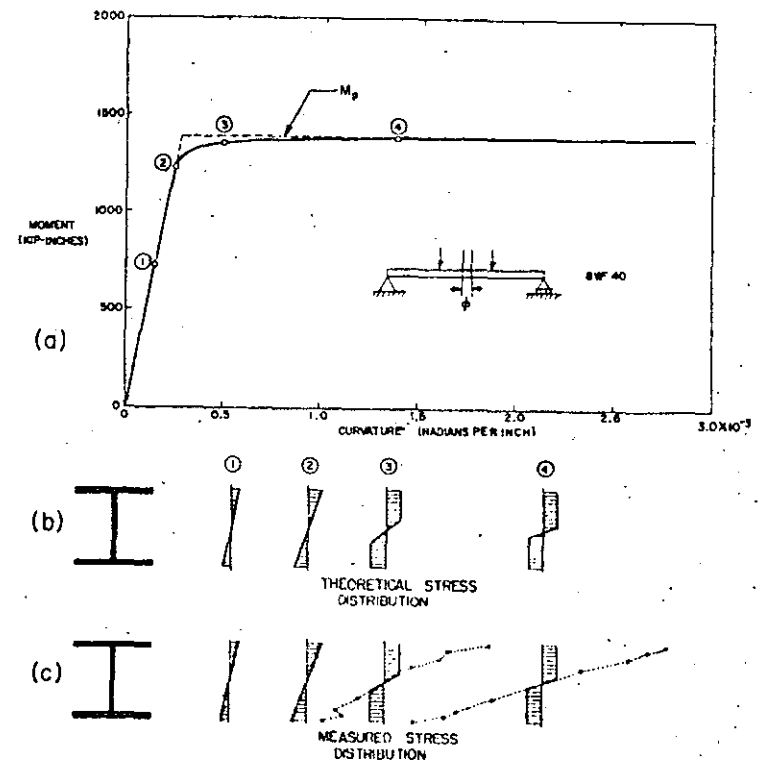 2000
1500
1000
500
0
MOMENT
(KIP-INCHES)
Mp
①
②
③
④
8WF40
φ
(a)
0
0.5
1.0
1.5
2.0
2.5
3.0X10⁻³
CURVATURE (RADIANS PER INCH)
①
②
③
④
(b)
THEORETICAL STRESS
DISTRIBUTION
(c)
MEASURED STRESS
DISTRIBUTION